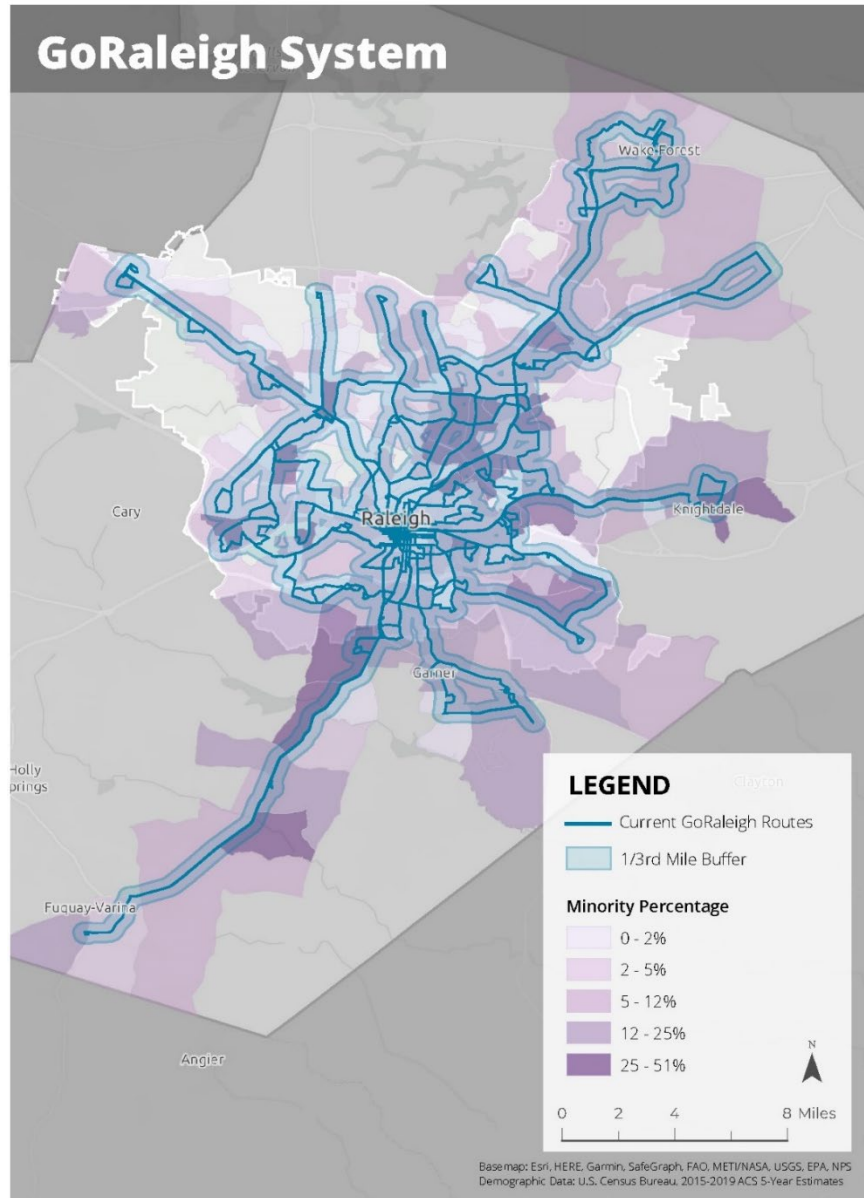 GoRaleigh System
Wake Forest
Cary
Raleigh
Knightdale
Garner
Holly
Springs
Clayton
Fuquay-Varina
Angier
LEGEND
Current GoRaleigh Routes
1/3rd Mile Buffer
Minority Percentage
0 - 2%
2 - 5%
5 - 12%
12 - 25%
25 - 51%
N
0 2 4 8 Miles
Basemap: Esri, HERE, Garmin, SafeGraph, FAO, METI/NASA, USGS, EPA, NPS
Demographic Data: U.S. Census Bureau, 2015-2019 ACS 5-Year Estimates